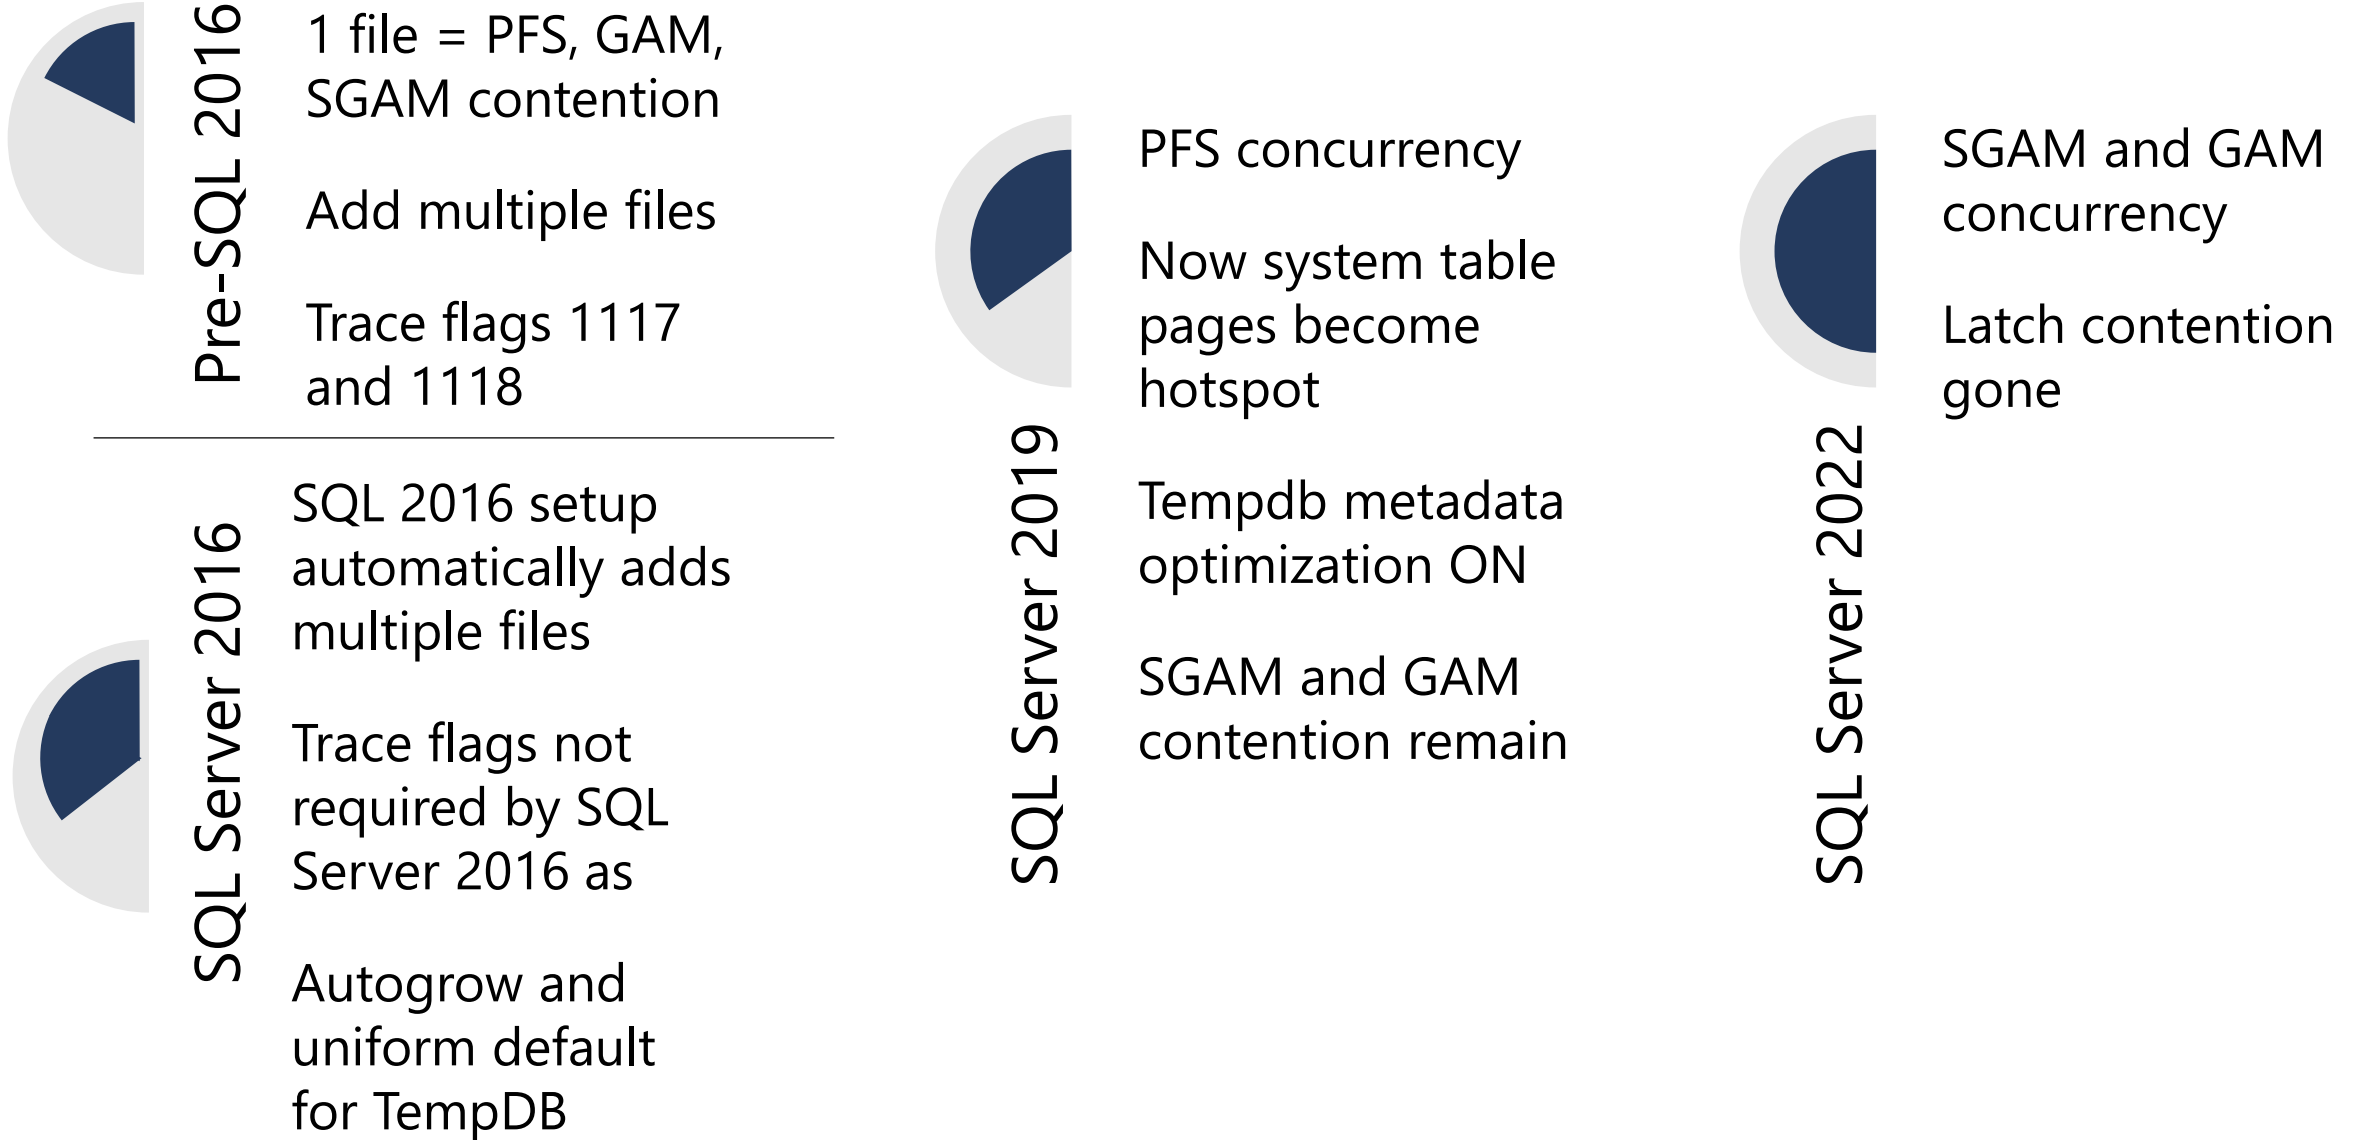 Pre-SQL 2016
1 file = PFS, GAM,
SGAM contention
Add multiple files
Trace flags 1117
and 1118
SQL Server 2016
SQL 2016 setup
automatically adds
multiple files
Trace flags not
required by SQL
Server 2016 as
Autogrow and
uniform default
for TempDB
SQL Server 2019
PFS concurrency
Now system table
pages become
hotspot
Tempdb metadata
optimization ON
SGAM and GAM
contention remain
SQL Server 2022
SGAM and GAM
concurrency
Latch contention
gone